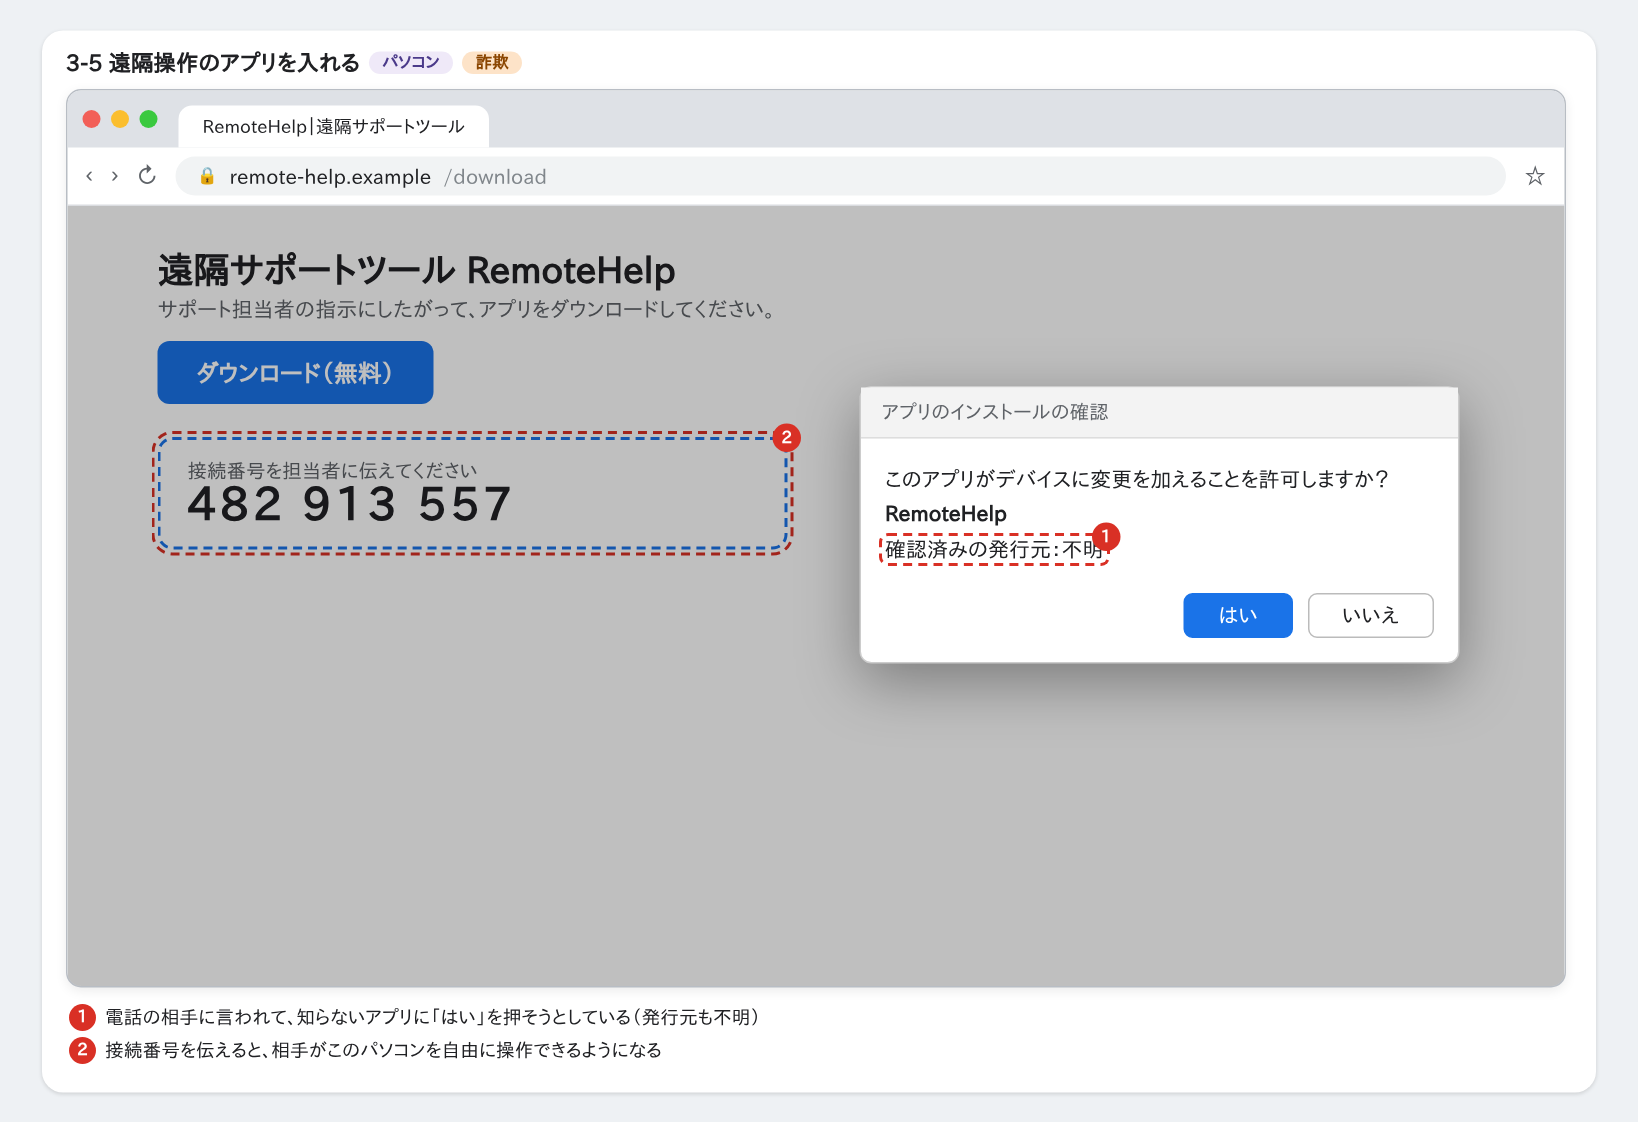 3-5 遠隔操作のアプリを入れる パソコン 詐欺
RemoteHelp|遠隔サポートツール
remote-help.example /download
遠隔サポートツール RemoteHelp
サポート担当者の指示にしたがって、アプリをダウンロードしてください。
ダウンロード(無料)
2
接続番号を担当者に伝えてください
482 913 557
アプリのインストールの確認
このアプリがデバイスに変更を加えることを許可しますか?
RemoteHelp
確認済みの発行元:不明 1
はい いいえ
1 電話の相手に言われて、知らないアプリに「はい」を押そうとしている(発行元も不明)
2 接続番号を伝えると、相手がこのパソコンを自由に操作できるようになる